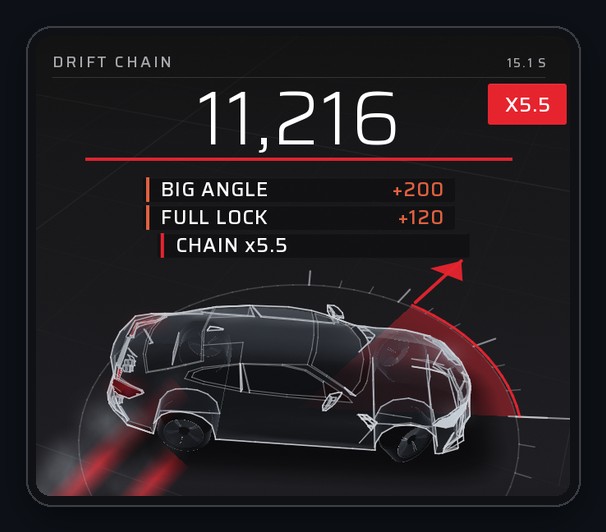 DRIFT CHAIN 15.1 S
11,216 X5.5
BIG ANGLE +200
FULL LOCK +120
CHAIN x5.5